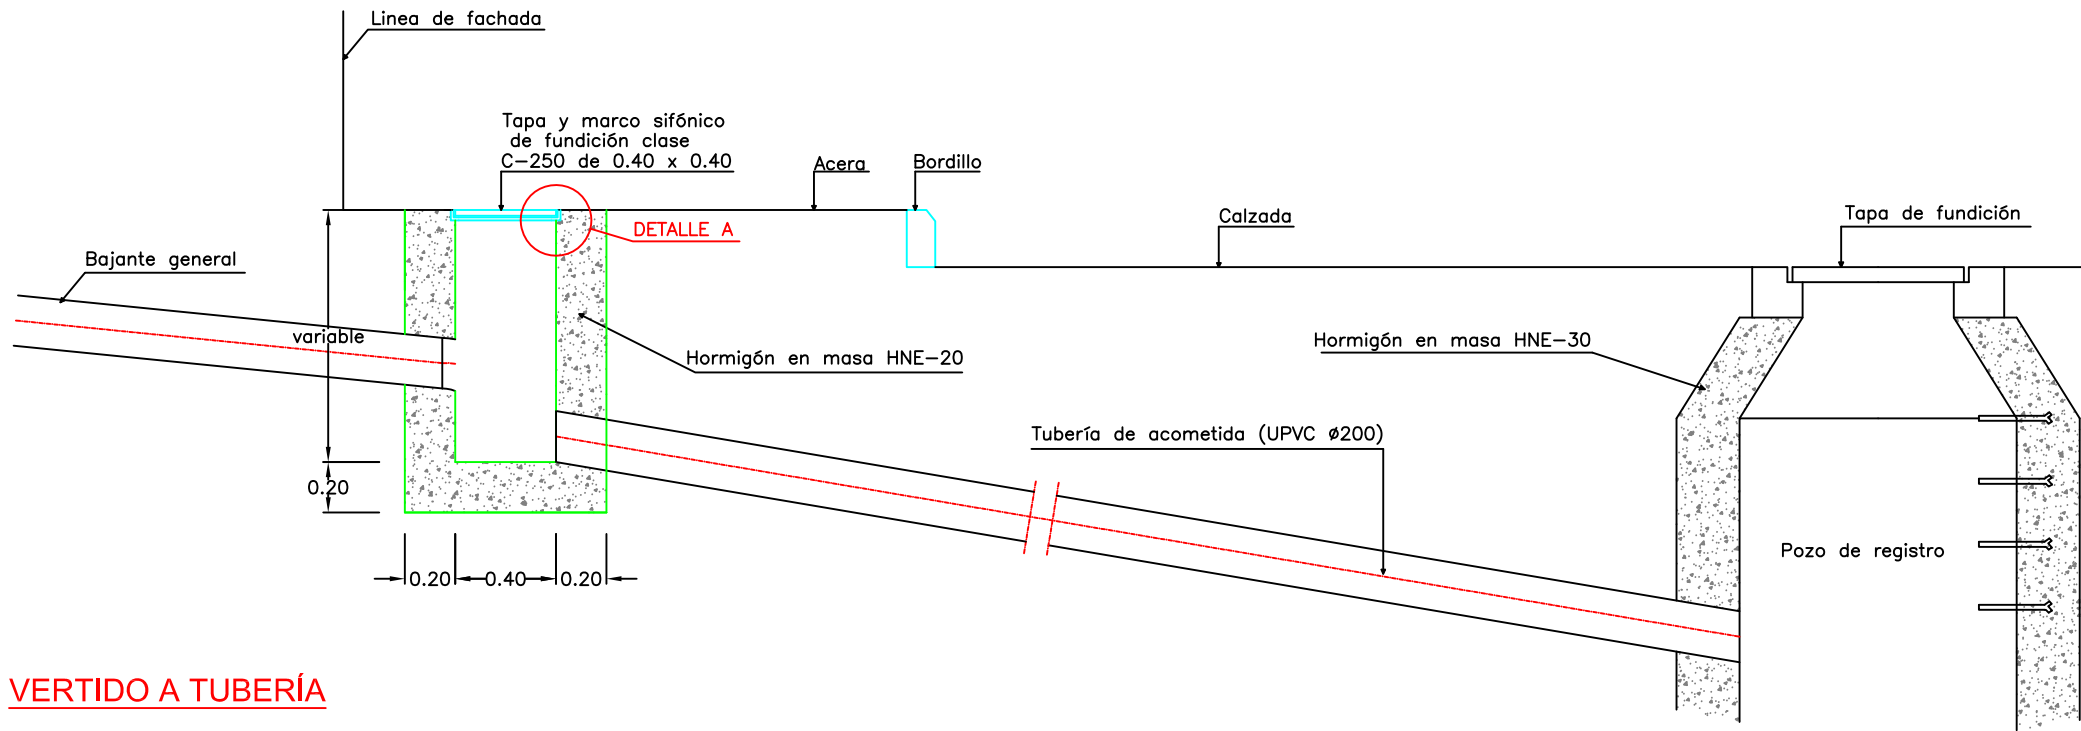 Linea de fachada
Tapa y marco sifónico
de fundición clase
C-250 de 0.40 x 0.40
Acera
Bordillo
DETALLE A
Calzada
Tapa de fundición
Bajante general
variable
Hormigón en masa HNE-20
Hormigón en masa HNE-30
Tubería de acometida (UPVC ø200)
0.20
Pozo de registro
0.20
0.40
0.20
VERTIDO A TUBERÍA